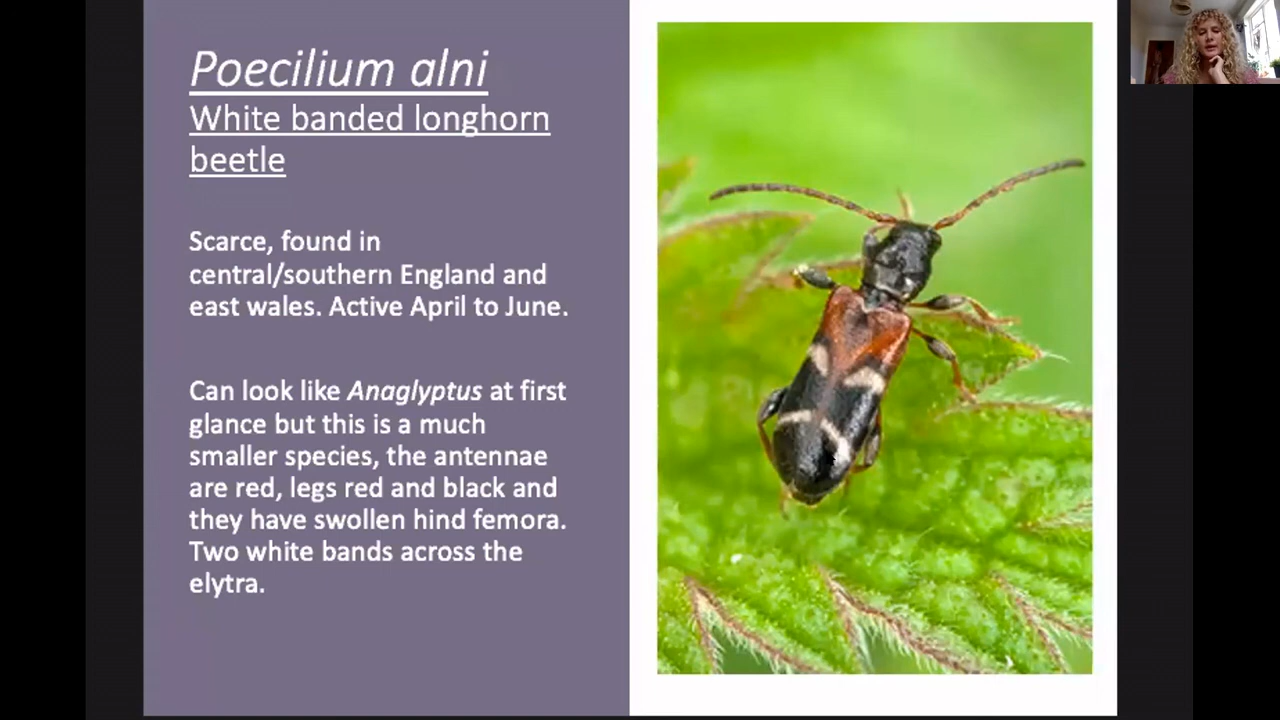 Poecilium alni
White banded longhorn
beetle
Scarce, found in
central/southern England and
east wales. Active April to June.
Can look like Anaglyptus at first
glance but this is a much
smaller species, the antennae
are red, legs red and black and
they have swollen hind femora.
Two white bands across the
elytra.